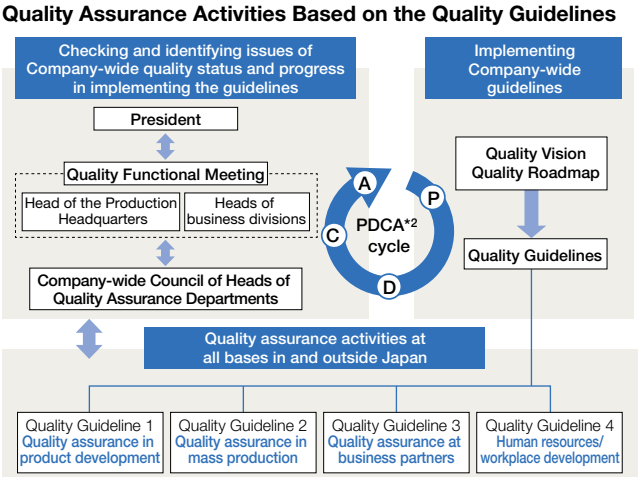 Quality Assurance Activities Based on the Quality Guidelines
Checking and identifying issues of
Company-wide quality status and progress
in implementing the guidelines
Implementing
Company-wide
guidelines
President
Quality Functional Meeting
Head of the Production
Headquarters
Heads of
business divisions
Company-wide Council of Heads of
Quality Assurance Departments
A
P
C
D
PDCA*2
cycle
Quality Vision
Quality Roadmap
Quality Guidelines
Quality assurance activities at
all bases in and outside Japan
Quality Guideline 1
Quality assurance in
product development
Quality Guideline 2
Quality assurance in
mass production
Quality Guideline 3
Quality assurance at
business partners
Quality Guideline 4
Human resources/
workplace development